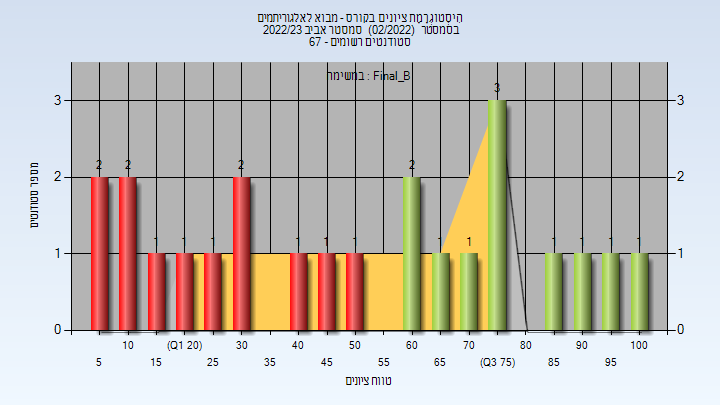 היסטוגרמת ציונים בקורס - מבוא לאלגוריתמים
בסמסטר (02/2022) סמסטר אביב 2022/23
סטודנטים רשומים - 67
במשימה : Final_B
מספר סטודנטים
3 3
2 2
1 1
0 0
2 2 1 1 1 2 1 1 1 2 1 1 3 1 1 1 1
10 (Q1 20) 30 40 50 60 70 80 90 100
5 15 25 35 45 55 65 (Q3 75) 85 95
טווח ציונים